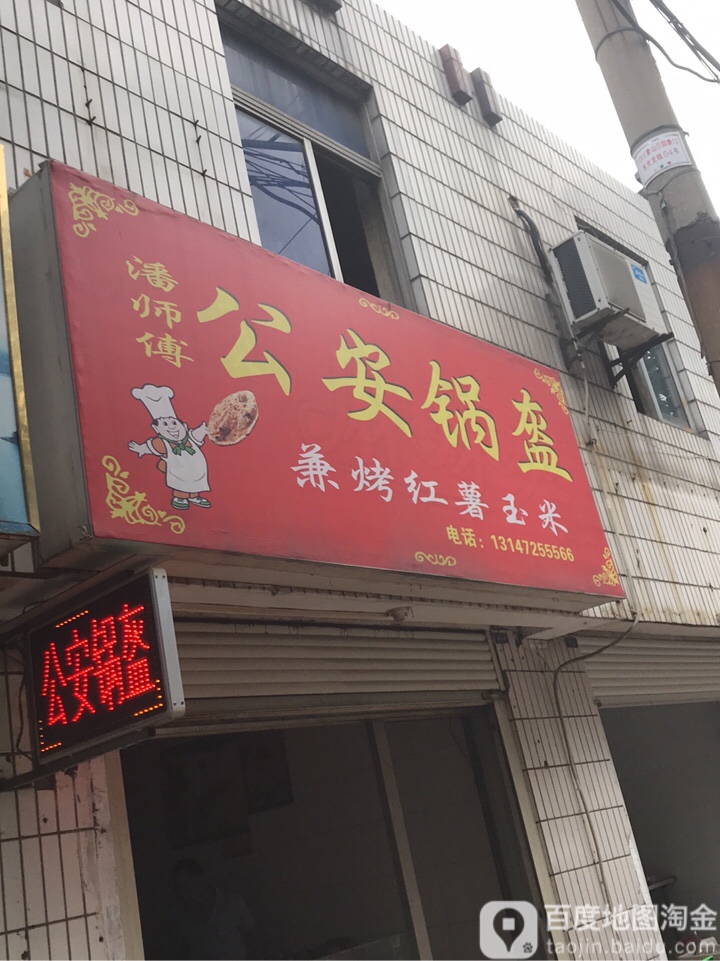 潘师傅
公安锅盔
兼烤红薯玉米
电话：13147255566
公安锅盔
百度地图淘金
taojin.baidu.com